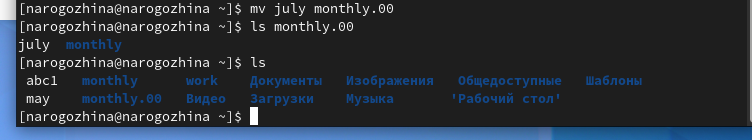 [narogozhina@narogozhina ~]$ mv july monthly.00
[narogozhina@narogozhina ~]$ ls monthly.00
july monthly
[narogozhina@narogozhina ~]$ ls
abc1 monthly work Документы Изображения Общедоступные Шаблоны
may monthly.00 Видео Загрузки Музыка 'Рабочий стол'
[narogozhina@narogozhina ~]$